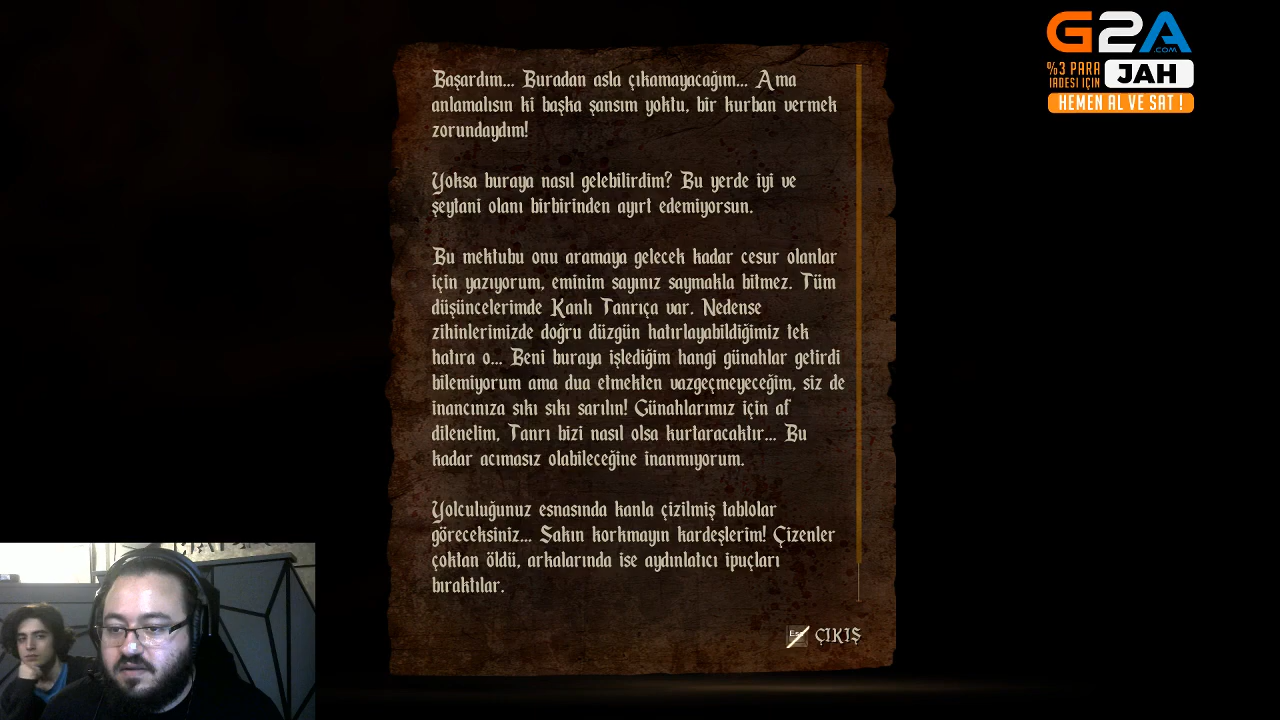 Başardım... Buradan asla çıkamayacağım... Ama
anlamalısın ki başka şansım yoktu, bir kurban vermek
zorundaydım!
Yoksa buraya nasıl gelebilirdim? Bu yerde iyi ve
şeytani olanı birbirinden ayırt edemiyorsun.
Bu mektubu onu aramaya gelecek kadar cesur olanlar
için yazıyorum, eminim sayınız saymakla bitmez. Tüm
düşüncelerimde Kanlı Tanrıça var. Nedense
zihinlerimizde doğru düzgün hatırlayabildiğimiz tek
hatıra o... Beni buraya işlediğim hangi günahlar getirdi
bilemiyorum ama dua etmekten vazgeçmeyeceğim, siz de
inancınıza sıkı sıkı sarılın! Günahlarımız için af
dilenelim, Tanrı bizi nasıl olsa kurtaracaktır... Bu
kadar acımasız olabileceğine inanmıyorum.
Yolculuğunuz esnasında kanla çizilmiş tablolar
göreceksiniz... Sakın korkmayın kardeşlerim! Çizenler
çoktan öldü, arkalarında ise aydınlatıcı ipuçları
bıraktılar.
Esc ÇIKIŞ
G2A.COM
%3 PARA
İADESİ İÇİN
JAH
HEMEN AL VE SAT !